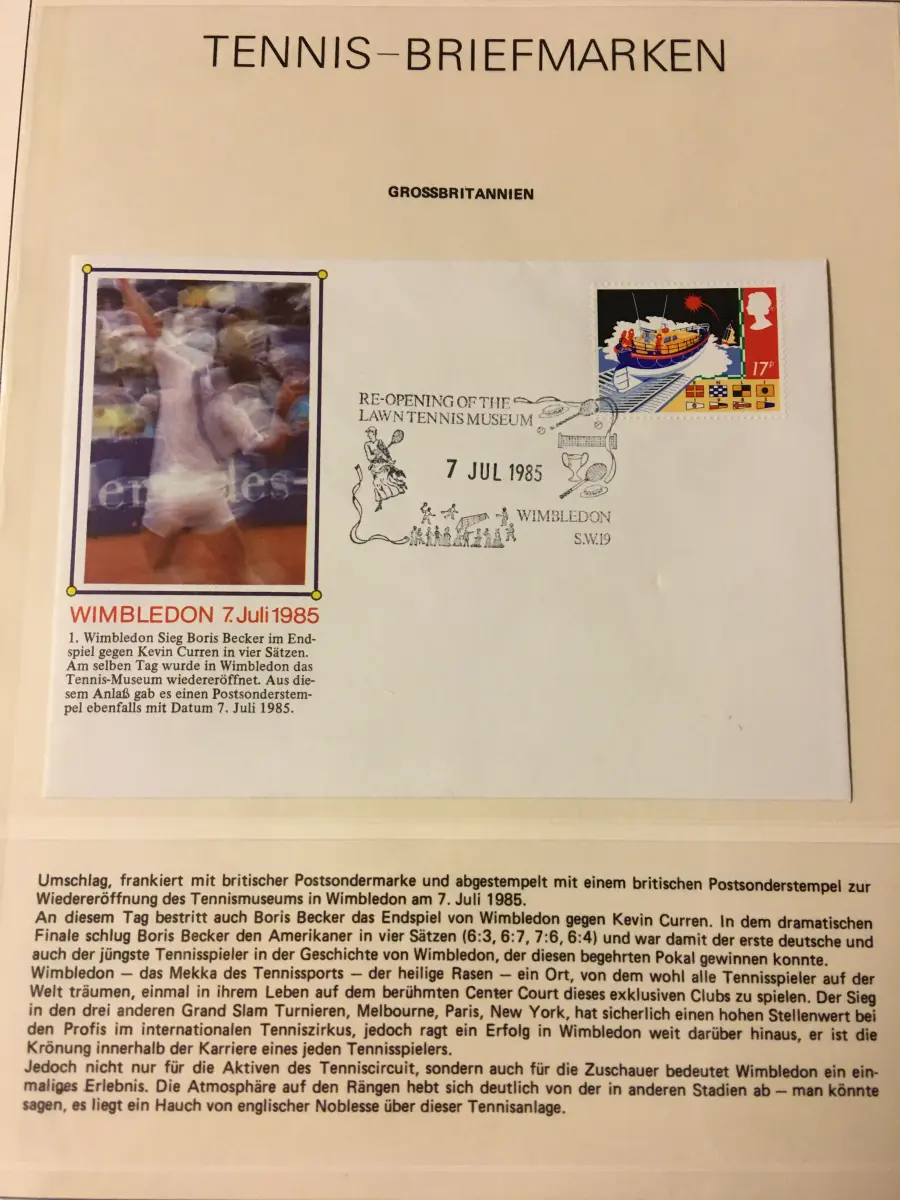 TENNIS–BRIEFMARKEN
GROSSBRITANNIEN
17P
RE-OPENING OF THE
LAWN TENNIS MUSEUM
7 JUL 1985
WIMBLEDON
S.W.19
WIMBLEDON 7. Juli 1985
1. Wimbledon Sieg Boris Becker im End-
spiel gegen Kevin Curren in vier Sätzen.
Am selben Tag wurde in Wimbledon das
Tennis-Museum wiedereröffnet. Aus die-
sem Anlaß gab es einen Postsonderstem-
pel ebenfalls mit Datum 7. Juli 1985.
Umschlag, frankiert mit britischer Postsondermarke und abgestempelt mit einem britischen Postsonderstempel zur
Wiedereröffnung des Tennismuseums in Wimbledon am 7. Juli 1985.
An diesem Tag bestritt auch Boris Becker das Endspiel von Wimbledon gegen Kevin Curren. In dem dramatischen
Finale schlug Boris Becker den Amerikaner in vier Sätzen (6:3, 6:7, 7:6, 6:4) und war damit der erste deutsche und
auch der jüngste Tennisspieler in der Geschichte von Wimbledon, der diesen begehrten Pokal gewinnen konnte.
Wimbledon – das Mekka des Tennissports – der heilige Rasen – ein Ort, von dem wohl alle Tennisspieler auf der
Welt träumen, einmal in ihrem Leben auf dem berühmten Center Court dieses exklusiven Clubs zu spielen. Der Sieg
in den drei anderen Grand Slam Turnieren, Melbourne, Paris, New York, hat sicherlich einen hohen Stellenwert bei
den Profis im internationalen Tenniszirkus, jedoch ragt ein Erfolg in Wimbledon weit darüber hinaus, er ist die
Krönung innerhalb der Karriere eines jeden Tennisspielers.
Jedoch nicht nur für die Aktiven des Tenniscircuit, sondern auch für die Zuschauer bedeutet Wimbledon ein ein-
maliges Erlebnis. Die Atmosphäre auf den Rängen hebt sich deutlich von der in anderen Stadien ab – man könnte
sagen, es liegt ein Hauch von englischer Noblesse über dieser Tennisanlage.